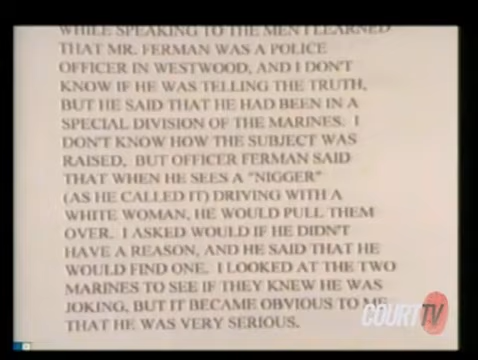 WHILE SPEAKING TO THE MEN I LEARNED
THAT MR. FERMAN WAS A POLICE
OFFICER IN WESTWOOD, AND I DON'T
KNOW IF HE WAS TELLING THE TRUTH,
BUT HE SAID THAT HE HAD BEEN IN A
SPECIAL DIVISION OF THE MARINES. I
DON'T KNOW HOW THE SUBJECT WAS
RAISED, BUT OFFICER FERMAN SAID
THAT WHEN HE SEES A "NIGGER"
(AS HE CALLED IT) DRIVING WITH A
WHITE WOMAN, HE WOULD PULL THEM
OVER. I ASKED WOULD IF HE DIDN'T
HAVE A REASON, AND HE SAID THAT HE
WOULD FIND ONE. I LOOKED AT THE TWO
MARINES TO SEE IF THEY KNEW HE WAS
JOKING, BUT IT BECAME OBVIOUS TO ME
THAT HE WAS VERY SERIOUS.
COURT TV